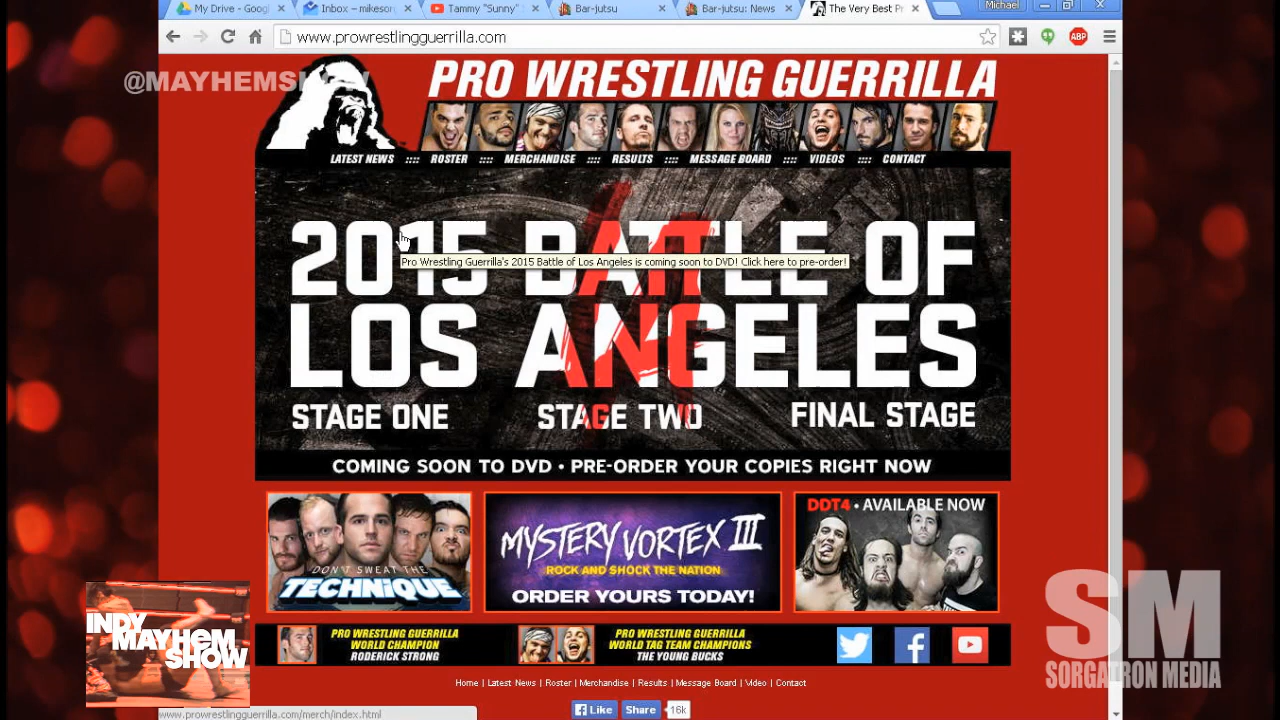 My Drive - Googl
Inbox – mikesorg
Tammy "Sunny"
Bar-jutsu
Bar-jutsu: News
The Very Best Pr
Michael
www.prowrestlingguerrilla.com
ABP
@MAYHEMSHOW
PRO WRESTLING GUERRILLA
LATEST NEWS :::: ROSTER :::: MERCHANDISE :::: RESULTS :::: MESSAGE BOARD :::: VIDEOS :::: CONTACT
2015 BATTLE OF
Pro Wrestling Guerrilla's 2015 Battle of Los Angeles is coming soon to DVD! Click here to pre-order!
LOS ANGELES
STAGE ONE STAGE TWO FINAL STAGE
COMING SOON TO DVD • PRE-ORDER YOUR COPIES RIGHT NOW
DON'T SWEAT THE
TECHNIQUE
MYSTERY VORTEX III
ROCK AND SHOCK THE NATION
ORDER YOURS TODAY!
DDT4 • AVAILABLE NOW
PRO WRESTLING GUERRILLA
WORLD CHAMPION
RODERICK STRONG
PRO WRESTLING GUERRILLA
WORLD TAG TEAM CHAMPIONS
THE YOUNG BUCKS
Home | Latest News | Roster | Merchandise | Results | Message Board | Video | Contact
Like Share 16k
www.prowrestlingguerrilla.com/merch/index.html
INDY
MAYHEM
SHOW
SM
SORGATRON MEDIA